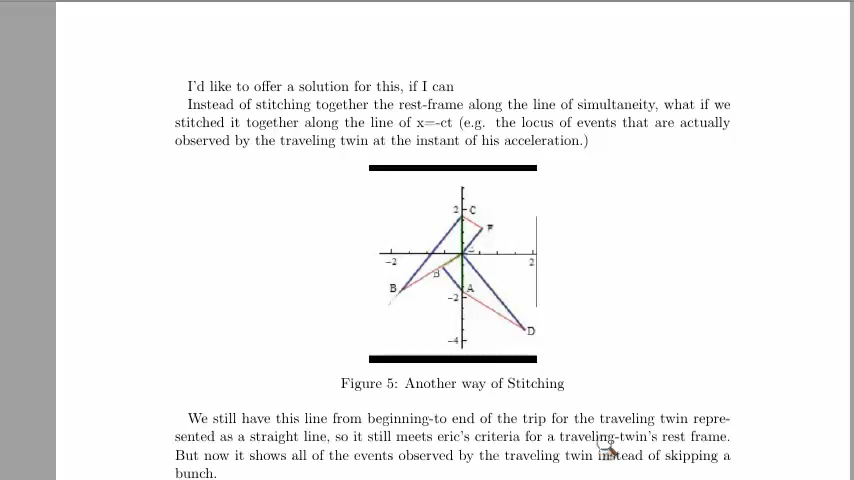 I'd like to offer a solution for this, if I can
Instead of stitching together the rest-frame along the line of simultaneity, what if we
stitched it together along the line of x=-ct (e.g. the locus of events that are actually
observed by the traveling twin at the instant of his acceleration.)
2 C
-2 2
B B A
-2
D
-4
Figure 5: Another way of Stitching
We still have this line from beginning-to end of the trip for the traveling twin repre-
sented as a straight line, so it still meets eric's criteria for a traveling-twin's rest frame.
But now it shows all of the events observed by the traveling twin instead of skipping a
bunch.